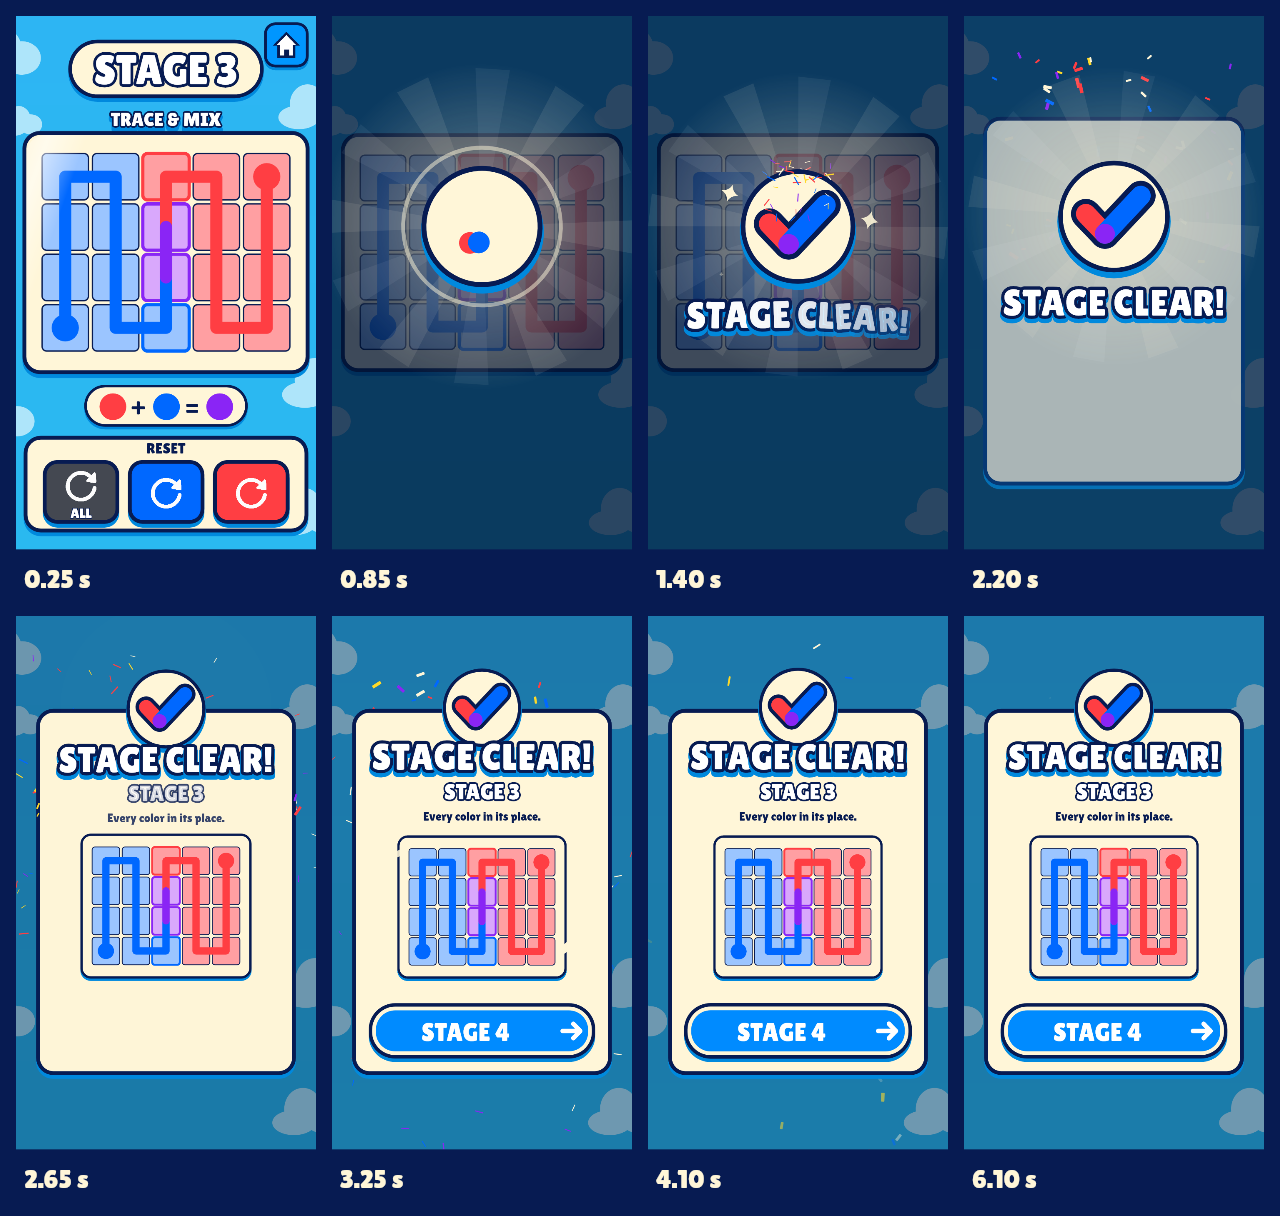 STAGE 3
TRACE & MIX
+ =
RESET
ALL
0.25 s
0.85 s
STAGE CLEAR!
1.40 s
STAGE CLEAR!
2.20 s
STAGE CLEAR!
STAGE 3
Every color in its place.
2.65 s
STAGE CLEAR!
STAGE 3
Every color in its place.
STAGE 4
3.25 s
STAGE CLEAR!
STAGE 3
Every color in its place.
STAGE 4
4.10 s
STAGE CLEAR!
STAGE 3
Every color in its place.
STAGE 4
6.10 s